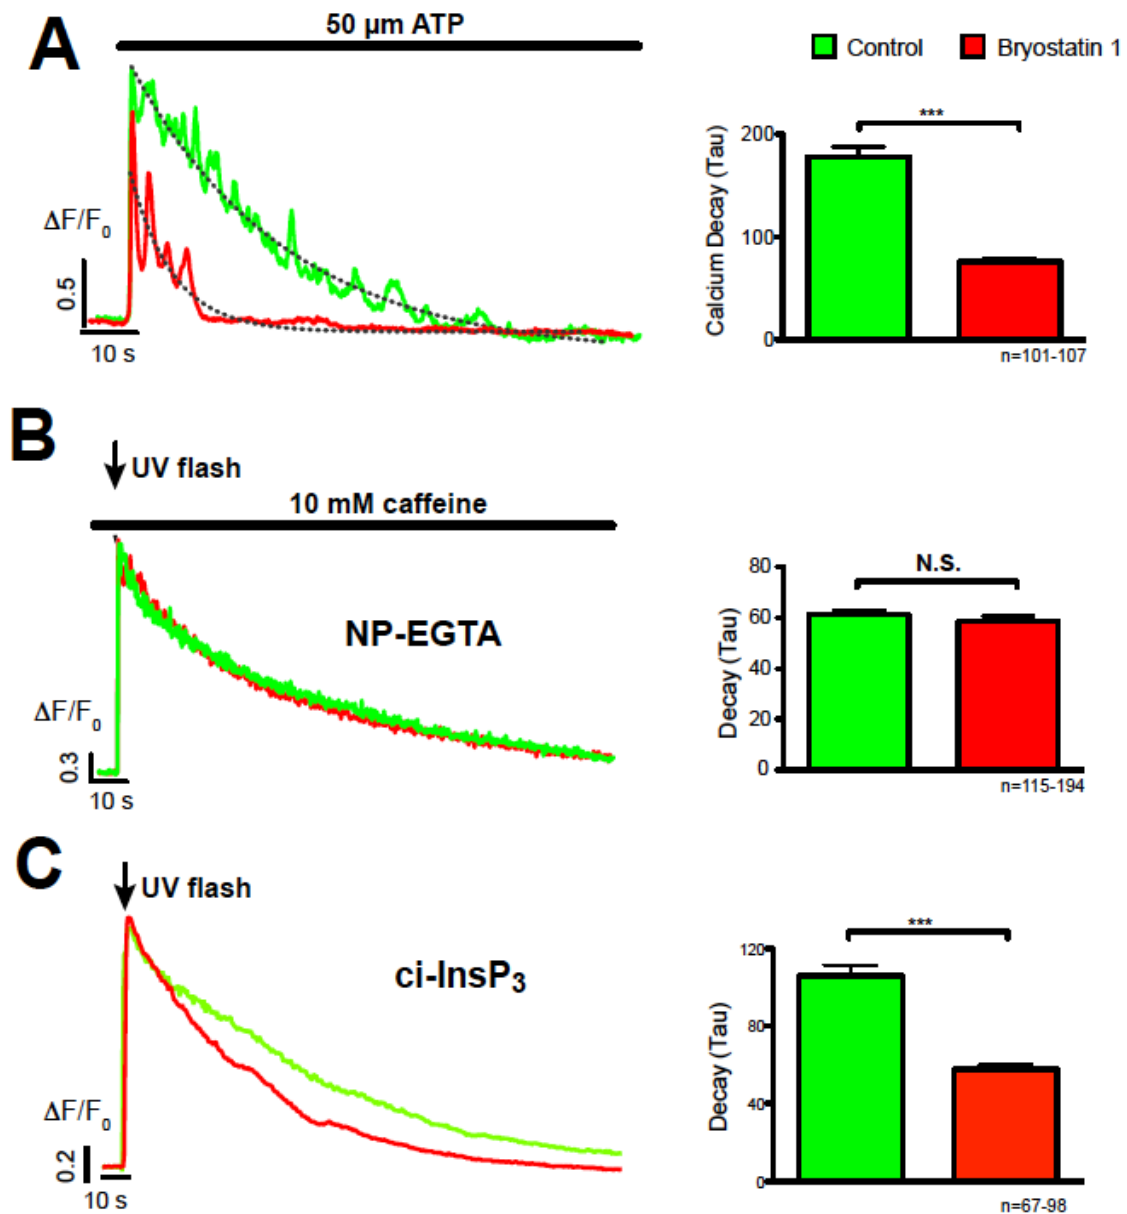 A
50 µm ATP
Control
Bryostatin 1
ΔF/F0
0.5
10 s
Calcium Decay (Tau)
200
100
0
***
n=101-107
B
UV flash
10 mM caffeine
NP-EGTA
ΔF/F0
0.3
10 s
Decay (Tau)
80
60
40
20
0
N.S.
n=115-194
C
UV flash
ci-InsP3
ΔF/F0
0.2
10 s
Decay (Tau)
120
80
40
0
***
n=67-98